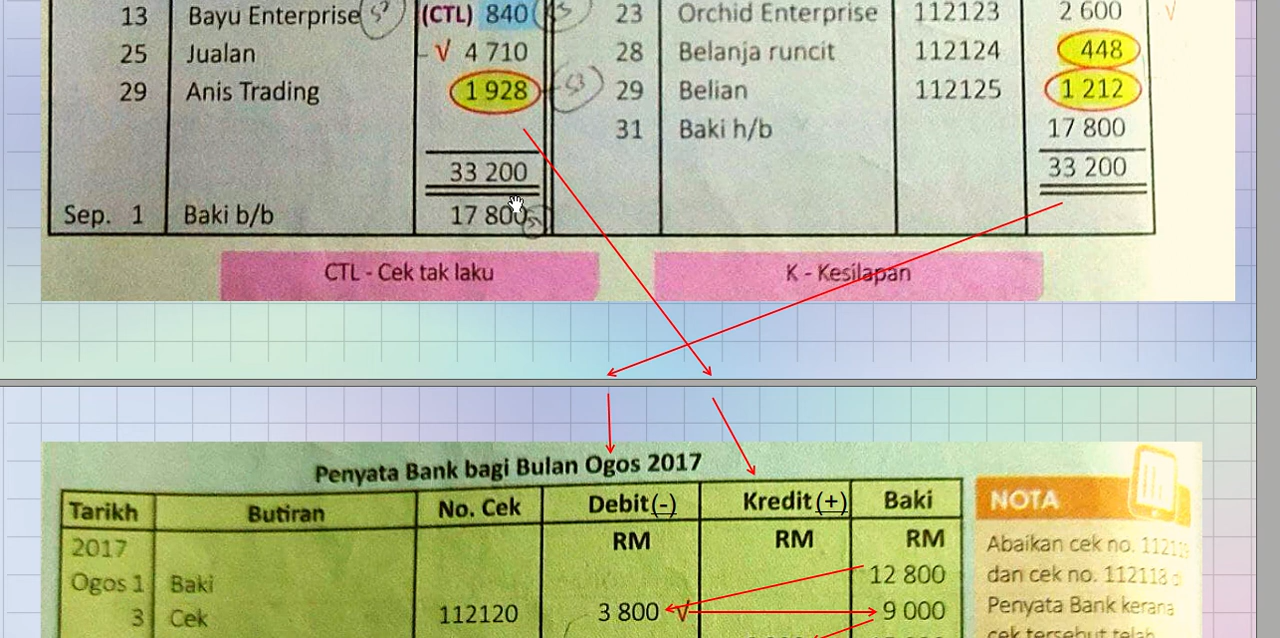 13 Bayu Enterprise (CTL) 840 23 Orchid Enterprise 112123 2 600 √
25 Jualan √ 4 710 28 Belanja runcit 112124 448
29 Anis Trading 1 928 29 Belian 112125 1 212
31 Baki h/b 17 800
33 200 33 200
Sep. 1 Baki b/b 17 800
CTL - Cek tak laku K - Kesilapan
Penyata Bank bagi Bulan Ogos 2017
Tarikh Butiran No. Cek Debit (-) Kredit (+) Baki
RM RM RM
2017
Ogos 1 Baki 12 800
3 Cek 112120 3 800 √ 9 000
NOTA
Abaikan cek no.
dan cek no. 112118
Penyata Bank kerana
cek tersebut telah